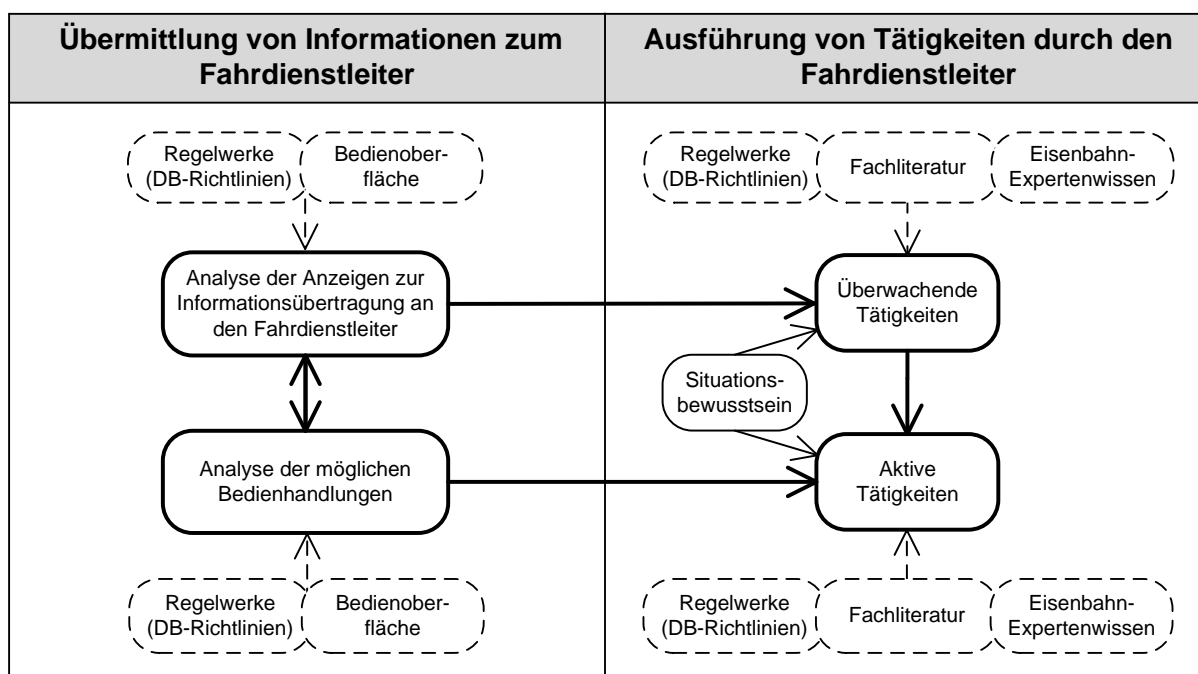 Übermittlung von Informationen zum
Fahrdienstleiter
Ausführung von Tätigkeiten durch den
Fahrdienstleiter
Regelwerke
(DB-Richtlinien)
Bedienober-
fläche
Regelwerke
(DB-Richtlinien)
Fachliteratur
Eisenbahn-
Expertenwissen
Analyse der Anzeigen zur
Informationsübertragung an
den Fahrdienstleiter
Überwachende
Tätigkeiten
Situations-
bewusstsein
Analyse der möglichen
Bedienhandlungen
Aktive
Tätigkeiten
Regelwerke
(DB-Richtlinien)
Bedienober-
fläche
Regelwerke
(DB-Richtlinien)
Fachliteratur
Eisenbahn-
Expertenwissen